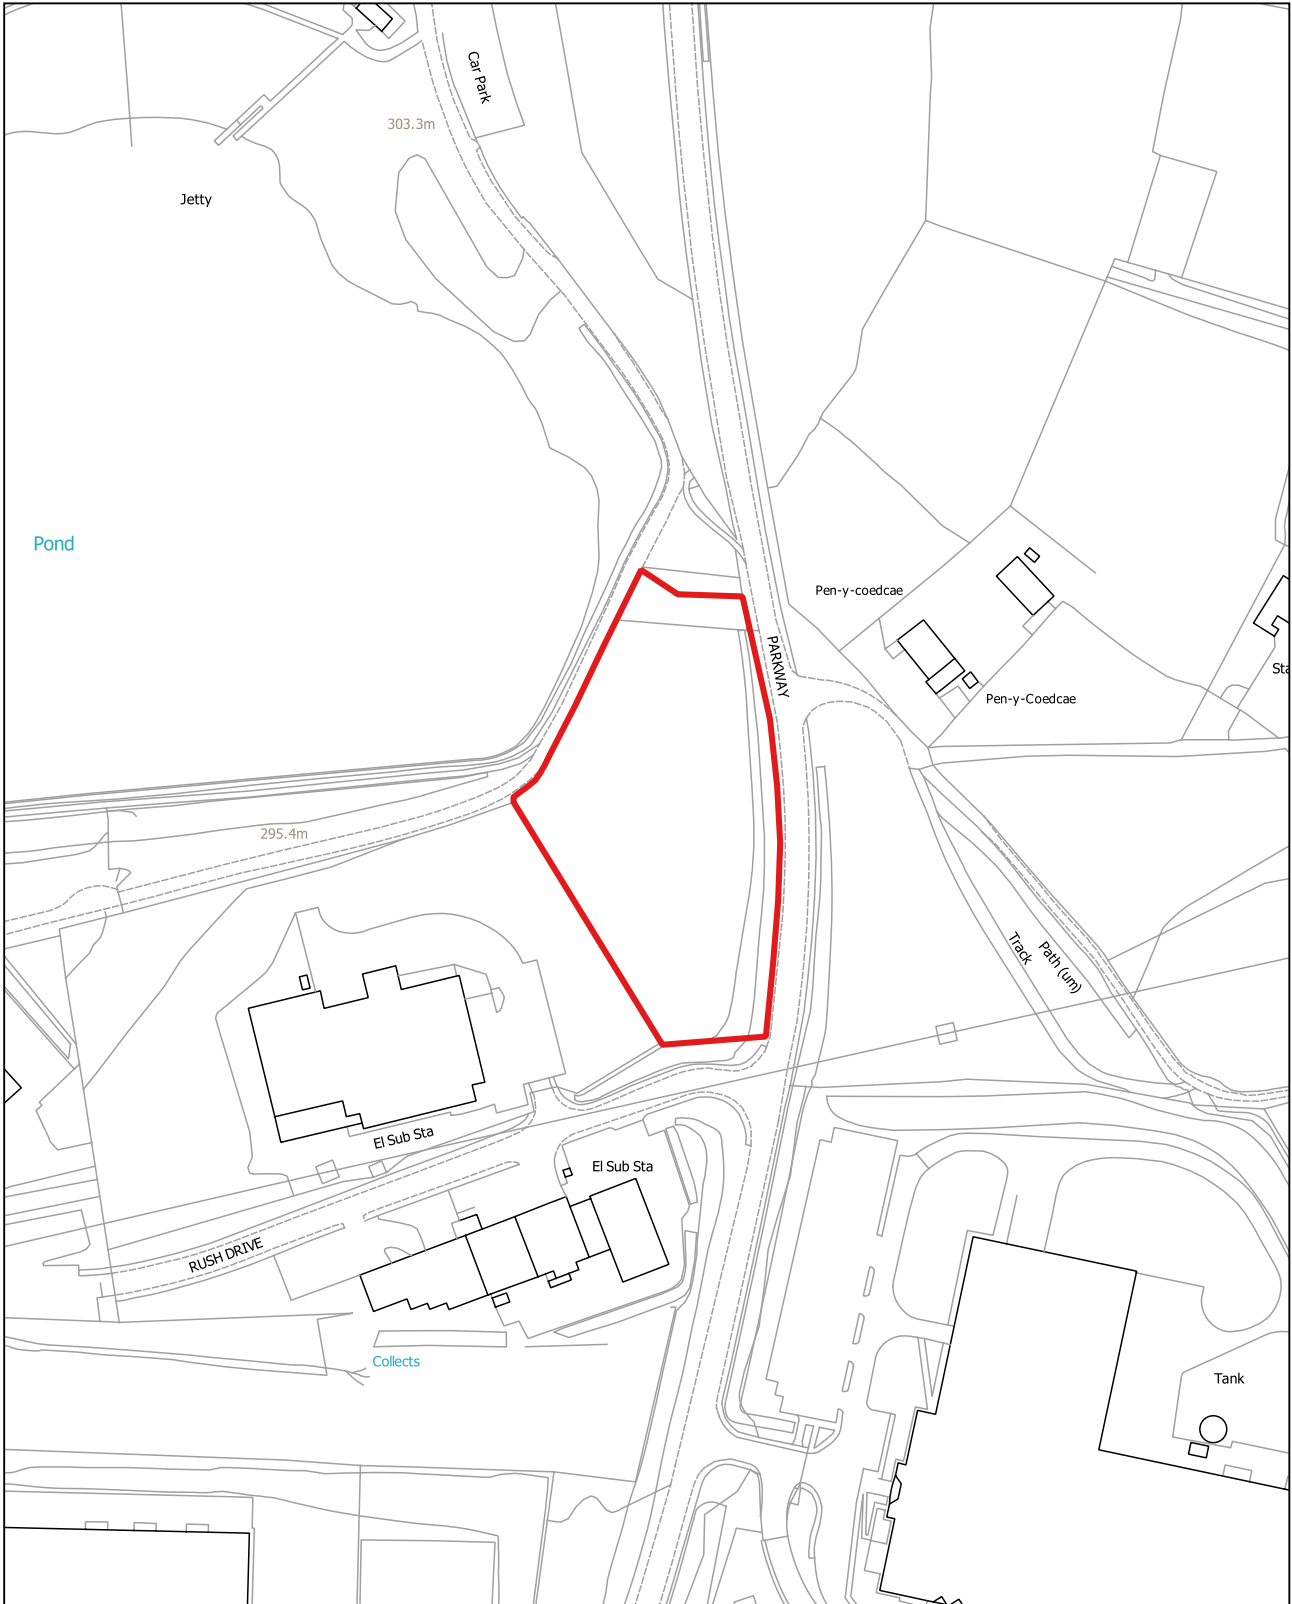 Car Park
303.3m
Jetty
Pond
Pen-y-coedcae
PARKWAY
Sta
Pen-y-Coedcae
295.4m
Track
Path (um)
El Sub Sta
El Sub Sta
RUSH DRIVE
Collects
Tank